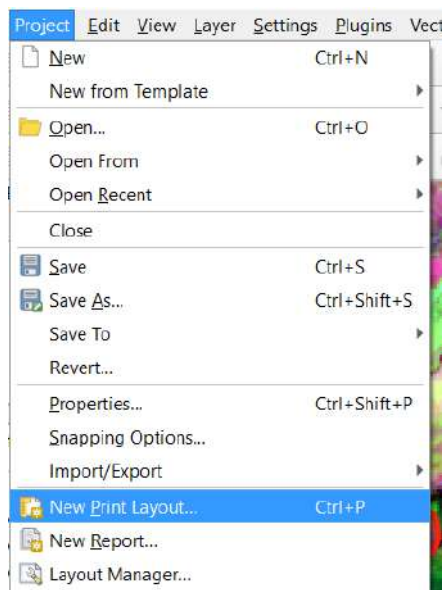 Project Edit View Layer Settings Plugins Vect
New Ctrl+N
New from Template
Open... Ctrl+O
Open From
Open Recent
Close
Save Ctrl+S
Save As... Ctrl+Shift+S
Save To
Revert...
Properties... Ctrl+Shift+P
Snapping Options...
Import/Export
New Print Layout... Ctrl+P
New Report...
Layout Manager...